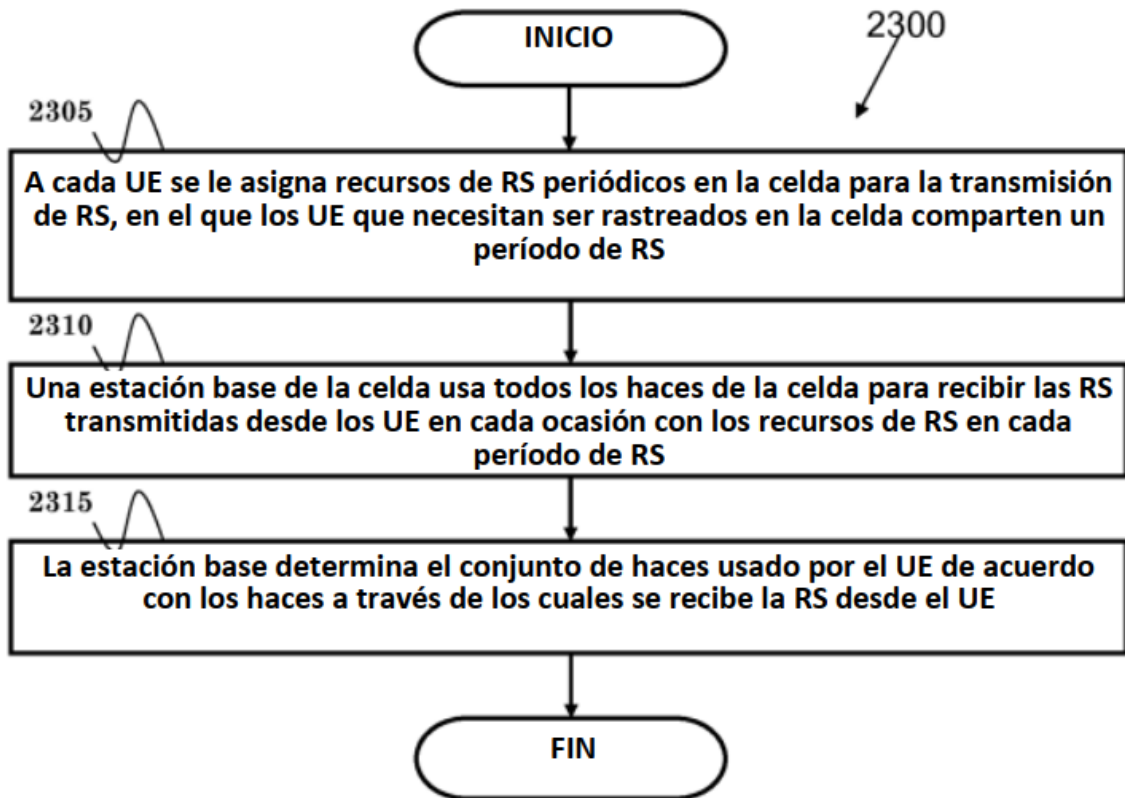 INICIO
2300
2305
A cada UE se le asigna recursos de RS periódicos en la celda para la transmisión
de RS, en el que los UE que necesitan ser rastreados en la celda comparten un
período de RS
2310
Una estación base de la celda usa todos los haces de la celda para recibir las RS
transmitidas desde los UE en cada ocasión con los recursos de RS en cada
período de RS
2315
La estación base determina el conjunto de haces usado por el UE de acuerdo
con los haces a través de los cuales se recibe la RS desde el UE
FIN